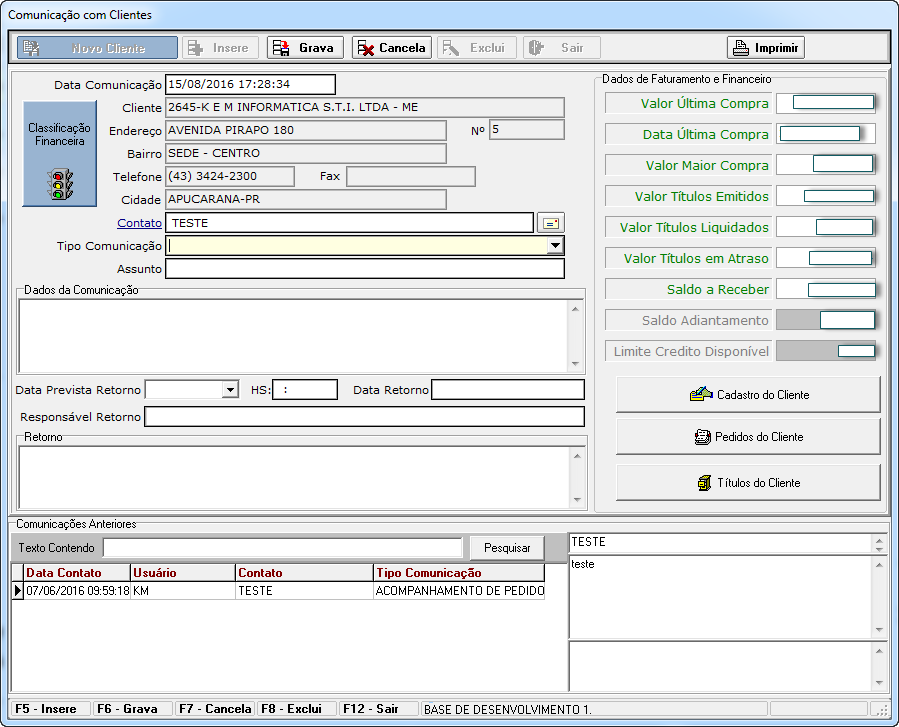 Comunicação com Clientes
Novo Cliente Insere Grava Cancela Exclui Sair Imprimir
Data Comunicação 15/08/2016 17:28:34
Classificação Financeira
Cliente 2645-K E M INFORMATICA S.T.I. LTDA - ME
Endereço AVENIDA PIRAPO 180 Nº 5
Bairro SEDE - CENTRO
Telefone (43) 3424-2300 Fax
Cidade APUCARANA-PR
Contato TESTE
Tipo Comunicação
Assunto
Dados da Comunicação
Data Prevista Retorno HS: : Data Retorno
Responsável Retorno
Retorno
Dados de Faturamento e Financeiro
Valor Última Compra
Data Última Compra
Valor Maior Compra
Valor Títulos Emitidos
Valor Títulos Liquidados
Valor Títulos em Atraso
Saldo a Receber
Saldo Adiantamento
Limite Credito Disponível
Cadastro do Cliente
Pedidos do Cliente
Títulos do Cliente
Comunicações Anteriores
Texto Contendo Pesquisar
Data Contato Usuário Contato Tipo Comunicação
07/06/2016 09:59:18 KM TESTE ACOMPANHAMENTO DE PEDIDO
TESTE
teste
F5 - Insere F6 - Grava F7 - Cancela F8 - Exclui F12 - Sair BASE DE DESENVOLVIMENTO 1.